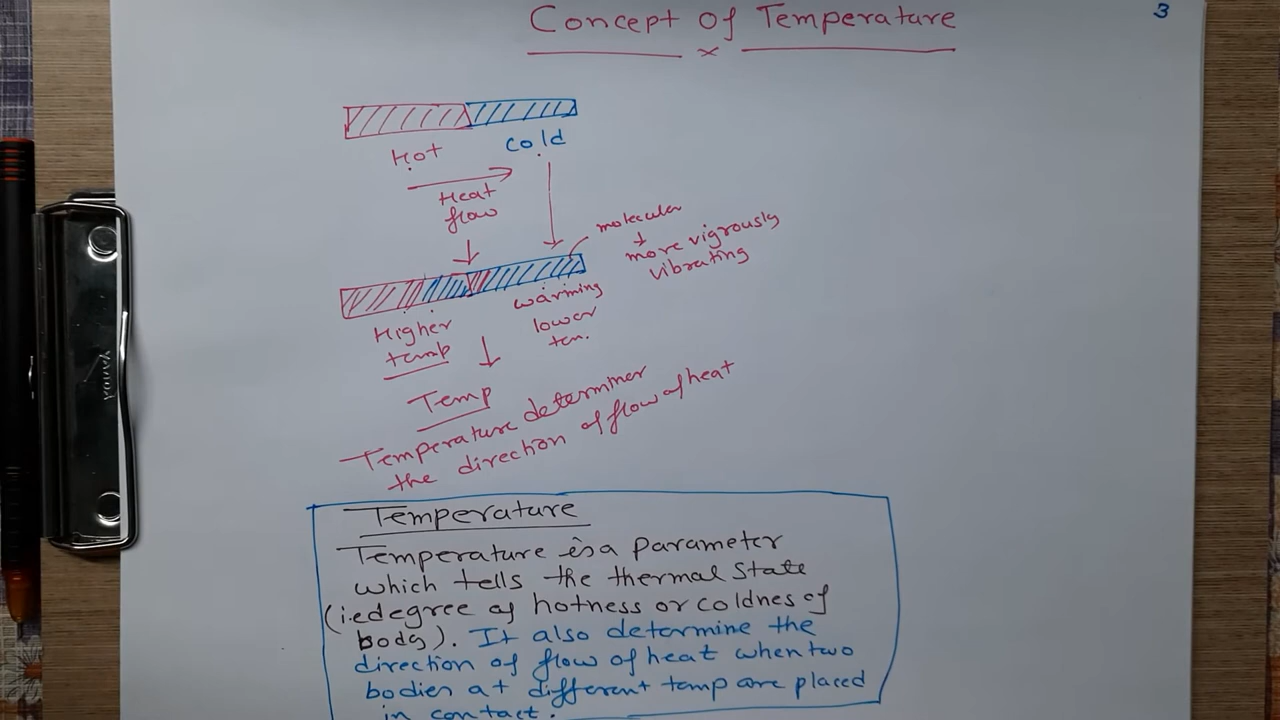 Concept of Temperature
3
Hot
cold
Heat
flow
molecular
more vigrously
vibrating
Higher
temp
warming
lower
tem.
Temp
Temperature determiner
the direction of flow of heat
Temperature
Temperature is a parameter
which tells the thermal state
(i.e degree of hotness or coldnes of
body). It also determine the
direction of flow of heat when two
bodies at different temp are placed
in contact.